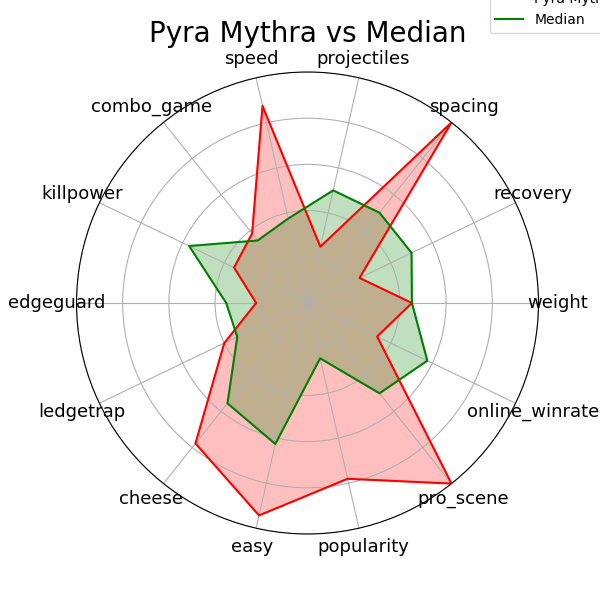 Pyra Mythra vs Median
Median
speed
projectiles
combo_game
spacing
killpower
recovery
edgeguard
weight
ledgetrap
online_winrate
cheese
pro_scene
easy
popularity